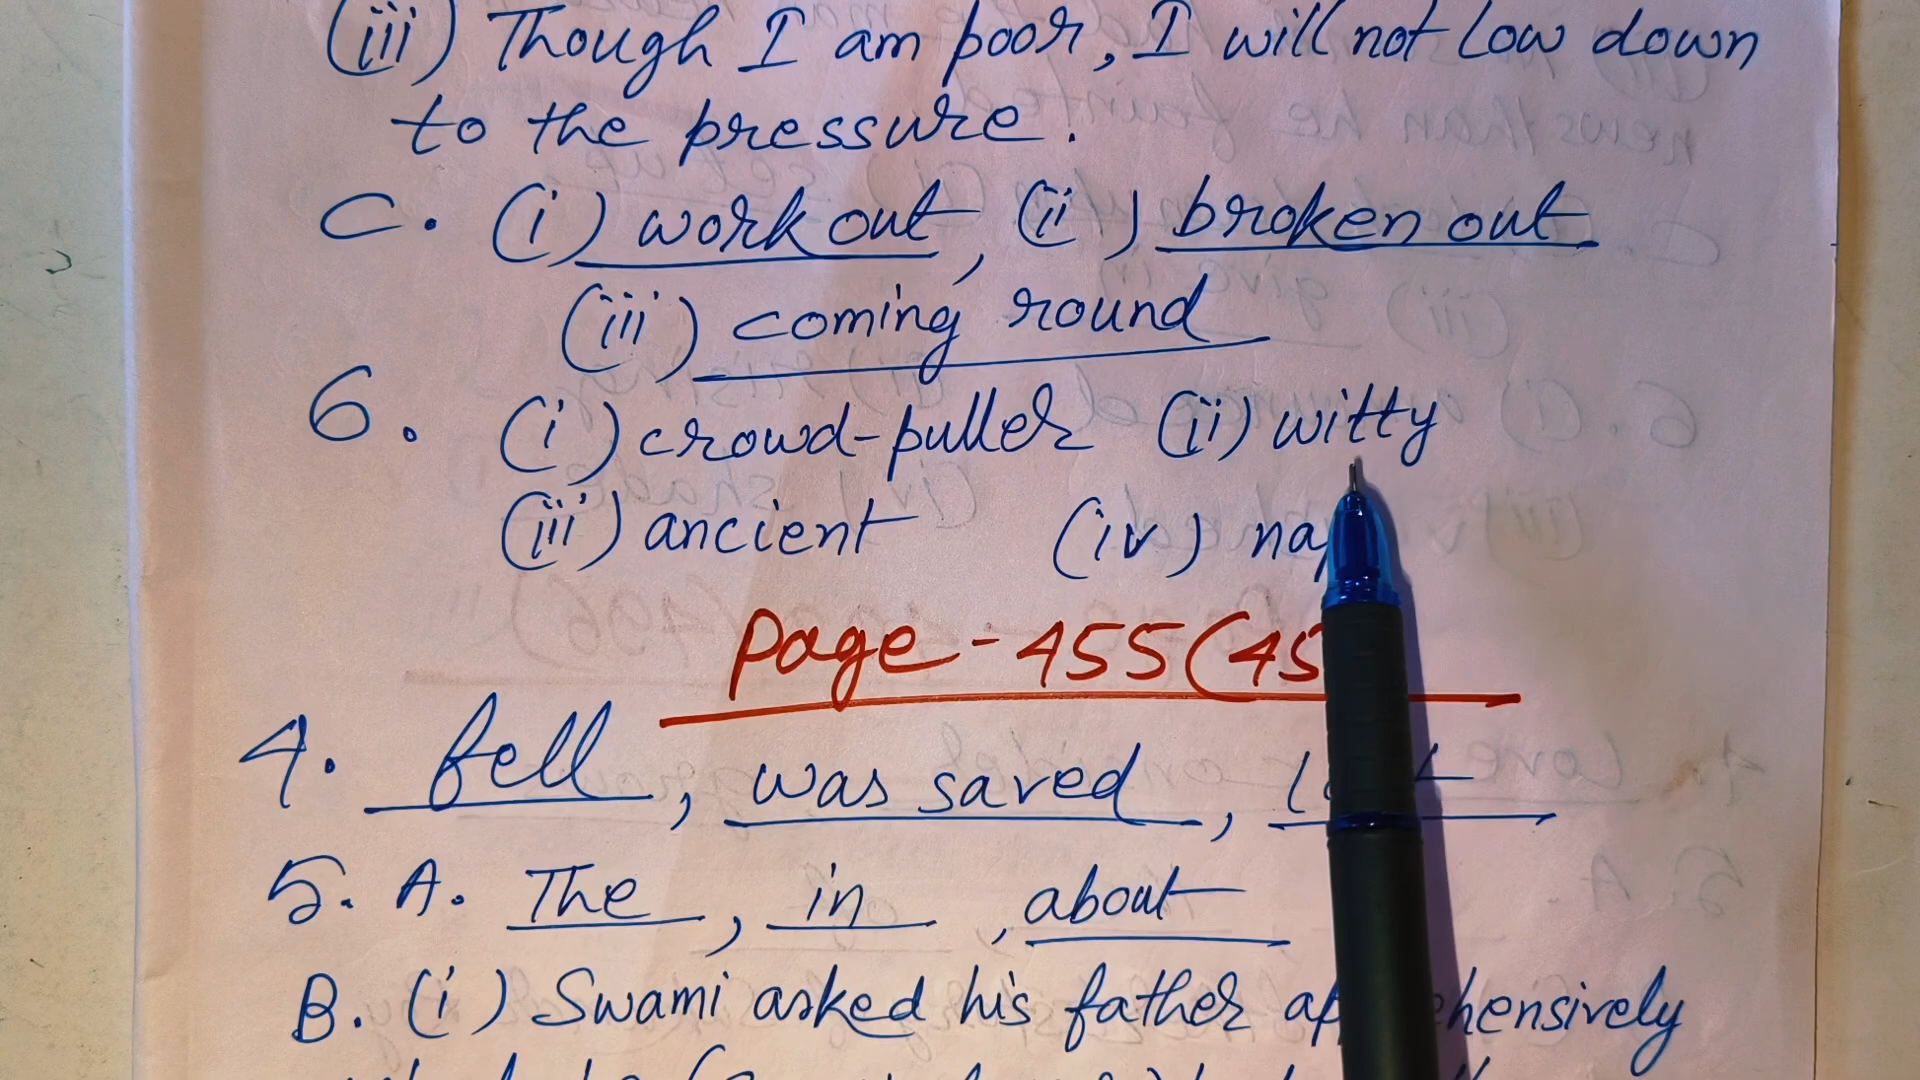 (iii) Though I am poor, I will not Low down
to the pressure.
C. (i) work out, (ii) broken out
(iii) coming round
6. (i) crowd-puller (ii) witty
(iii) ancient (iv)
Page - 455 (45
4. fell, was saved,
5. A. The, in, about
B. (i) Swami asked his father